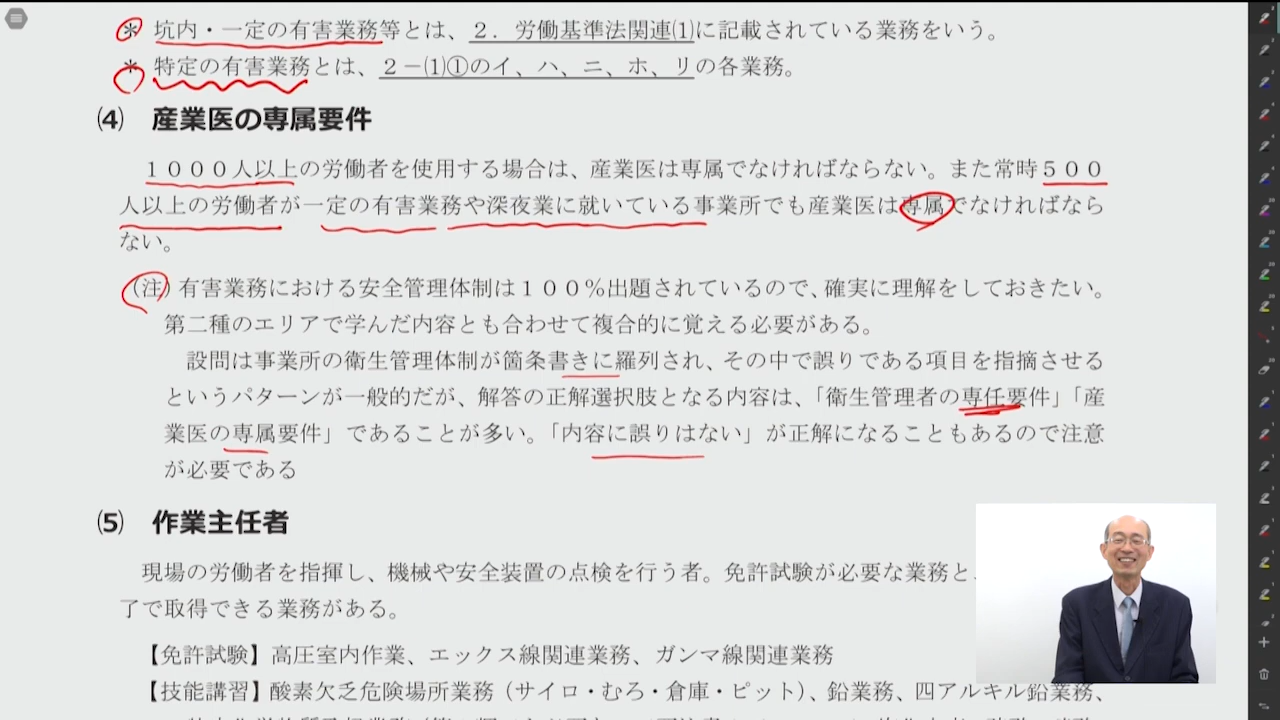 ＊ 坑内・一定の有害業務等とは、２．労働基準法関連⑴に記載されている業務をいう。
＊ 特定の有害業務とは、２－⑴①のイ、ハ、ニ、ホ、リの各業務。
⑷ 産業医の専属要件
１０００人以上の労働者を使用する場合は、産業医は専属でなければならない。また常時５００
人以上の労働者が一定の有害業務や深夜業に就いている事業所でも産業医は専属でなければなら
ない。
（注）有害業務における安全管理体制は１００％出題されているので、確実に理解をしておきたい。
第二種のエリアで学んだ内容とも合わせて複合的に覚える必要がある。
設問は事業所の衛生管理体制が箇条書きに羅列され、その中で誤りである項目を指摘させる
というパターンが一般的だが、解答の正解選択肢となる内容は、「衛生管理者の専任要件」「産
業医の専属要件」であることが多い。「内容に誤りはない」が正解になることもあるので注意
が必要である
⑸ 作業主任者
現場の労働者を指揮し、機械や安全装置の点検を行う者。免許試験が必要な業務と
了で取得できる業務がある。
【免許試験】高圧室内作業、エックス線関連業務、ガンマ線関連業務
【技能講習】酸素欠乏危険場所業務（サイロ・むろ・倉庫・ピット）、鉛業務、四アルキル鉛業務、